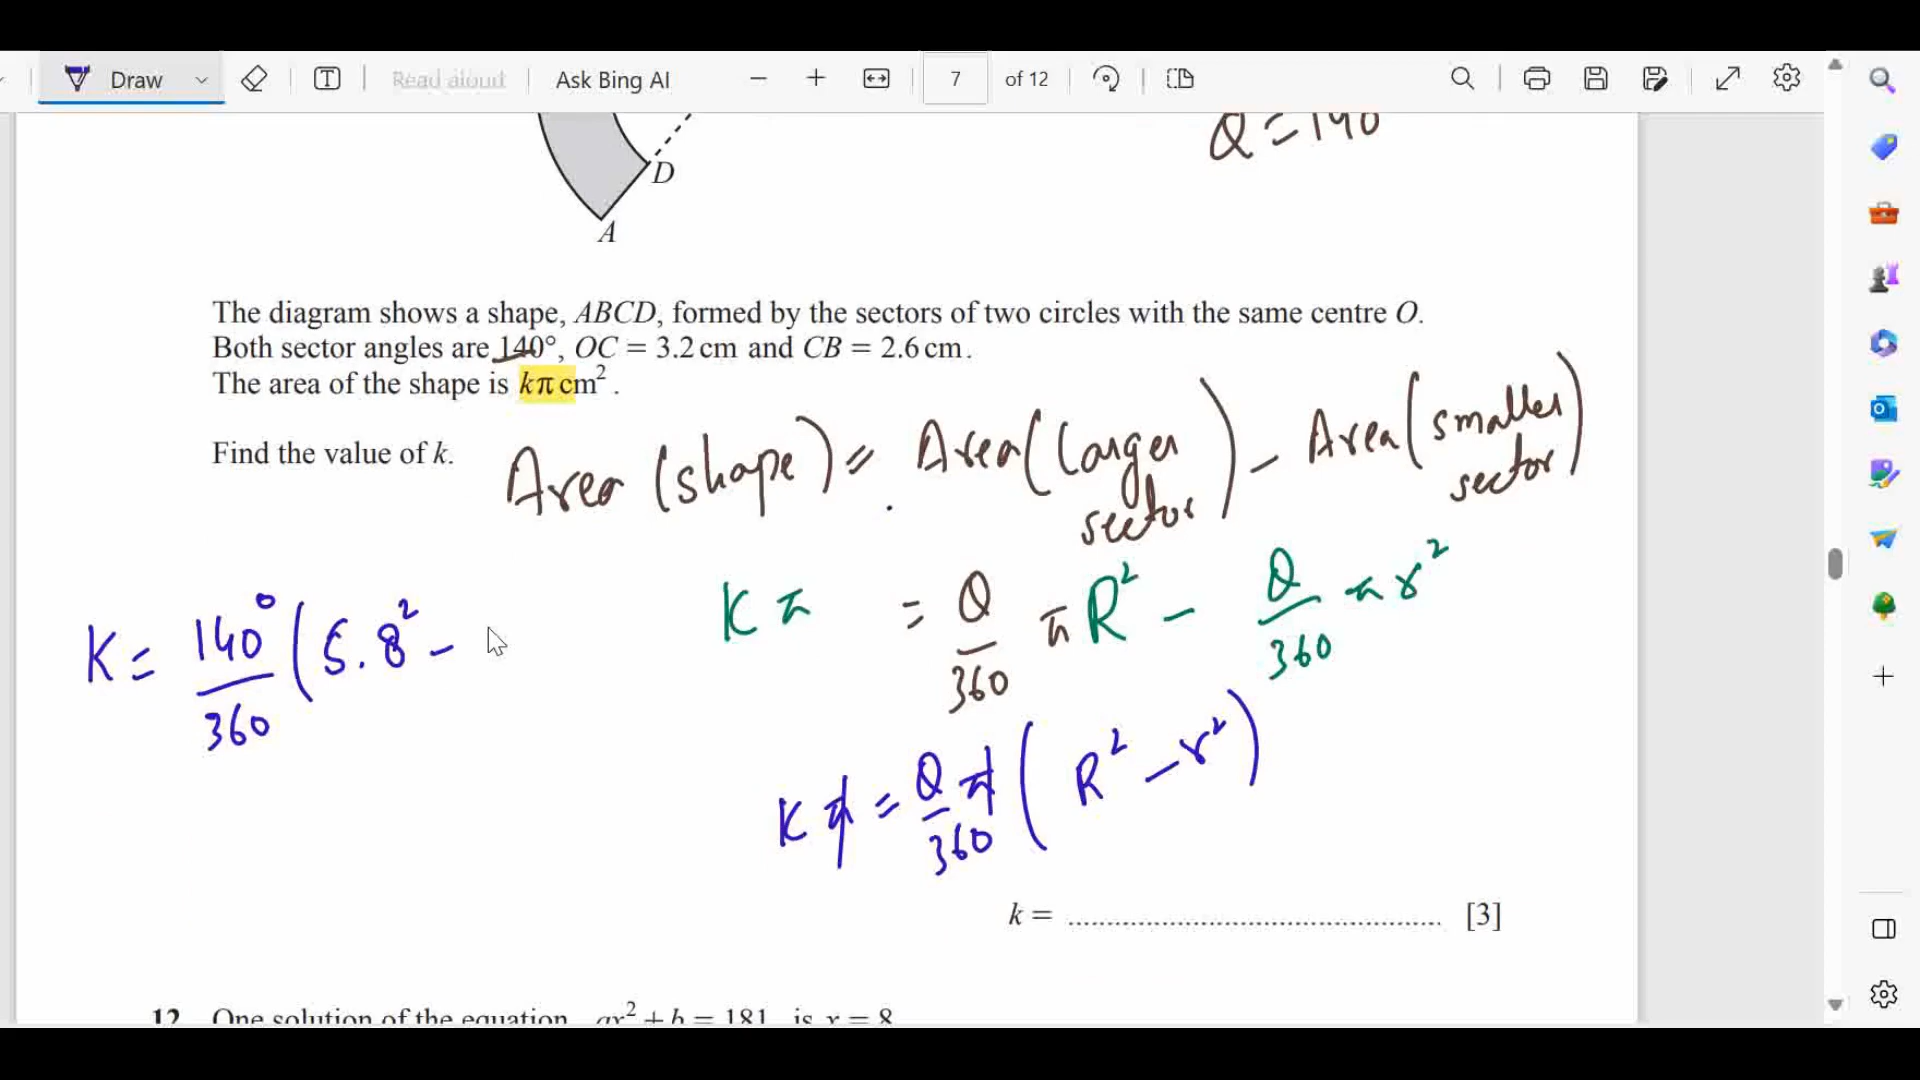 Draw Read aloud Ask Bing AI 7 of 12
Q = 140
D
A
The diagram shows a shape, ABCD, formed by the sectors of two circles with the same centre O.
Both sector angles are 140°, OC = 3.2 cm and CB = 2.6 cm.
The area of the shape is kπ cm².
Find the value of k.
Area (shape) = Area (larger sector) – Area (smaller sector)
K π = θ/360 π R² – θ/360 π r²
K = 140°/360 ( 5.8² –
K π = θ/360 π ( R² – r² )
k = ................................................ [3]
12 One solution of the equation ax² + b = 181 is x = 8